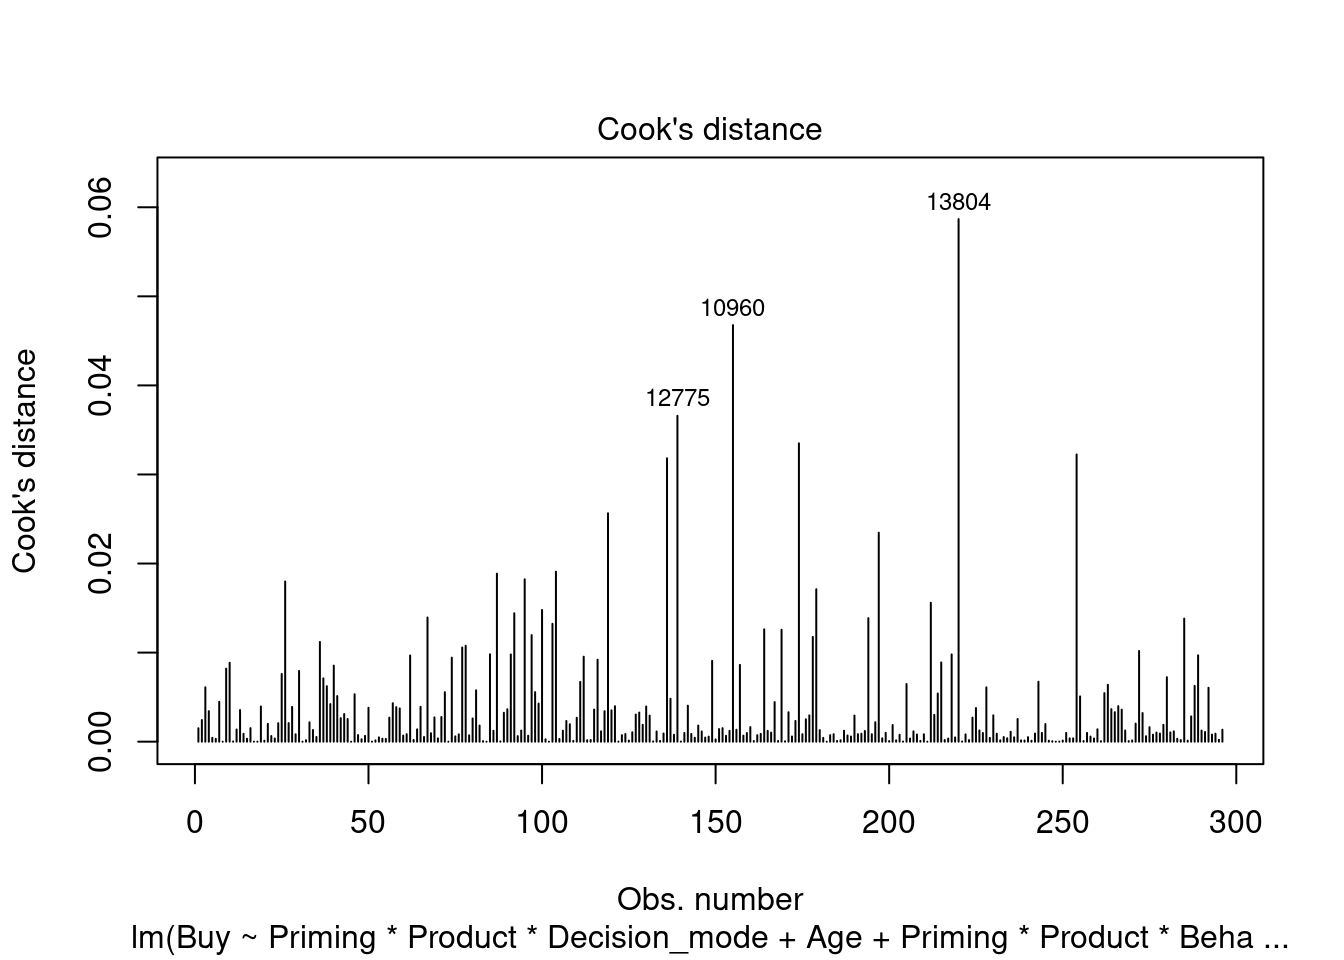 Cook's distance
0.06
13804
10960
0.04
12775
Cook's distance
0.02
0.00
0 50 100 150 200 250 300
Obs. number
lm(Buy ~ Priming * Product * Decision_mode + Age + Priming * Product * Beha ...